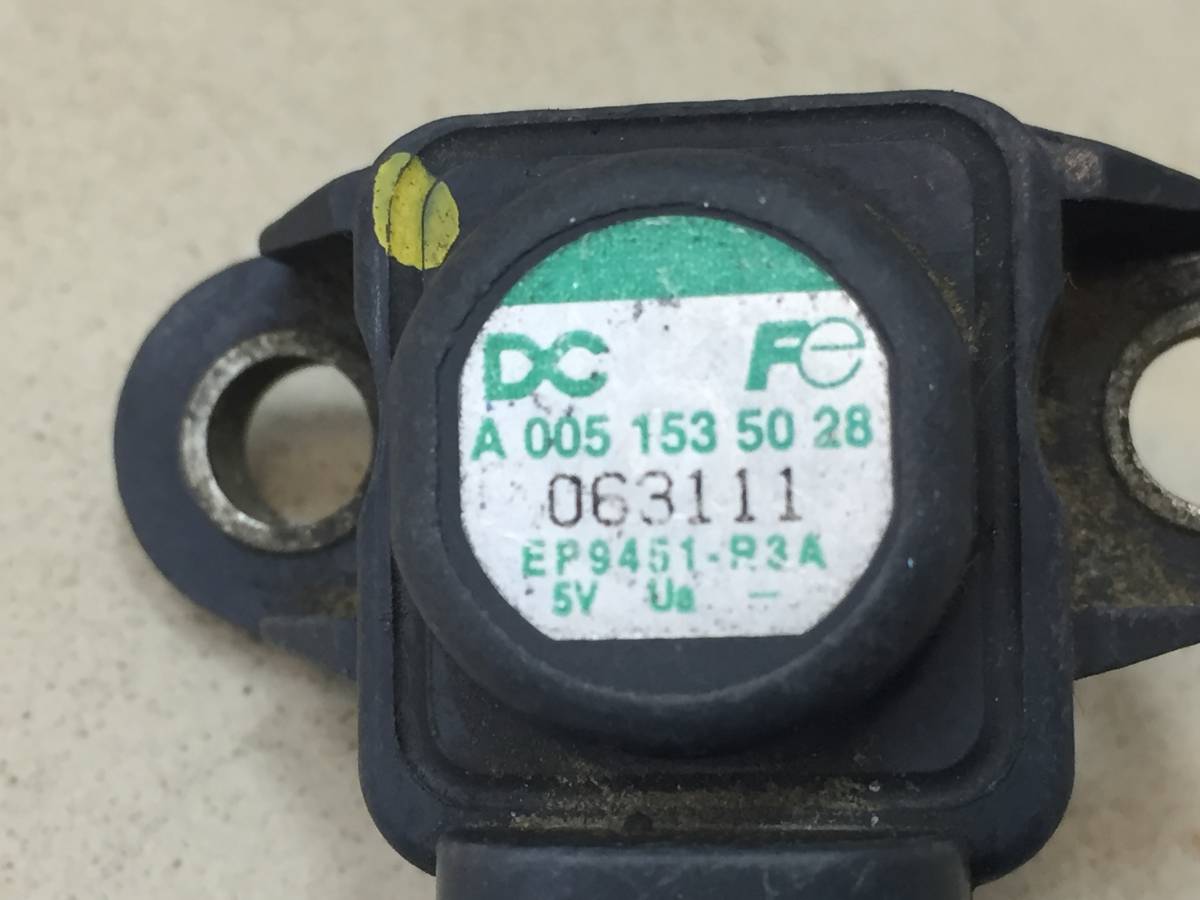 DC Fe
A 005 153 50 28
063111
EP9451-R3A
5V Ua —